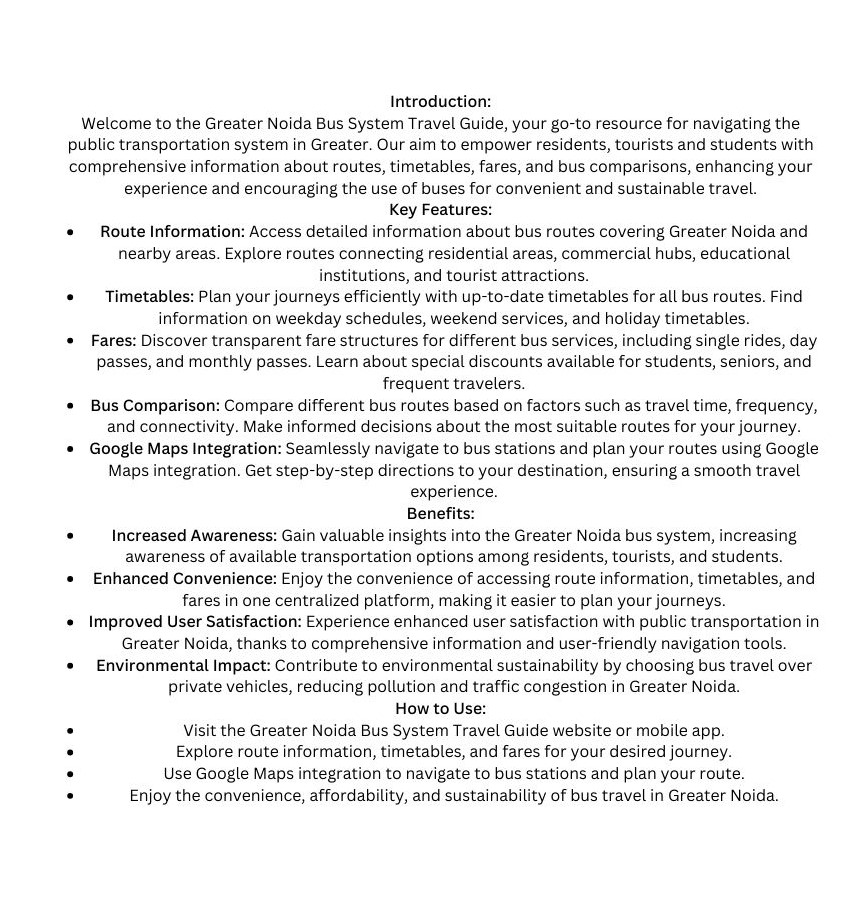 Introduction:
Welcome to the Greater Noida Bus System Travel Guide, your go-to resource for navigating the
public transportation system in Greater. Our aim to empower residents, tourists and students with
comprehensive information about routes, timetables, fares, and bus comparisons, enhancing your
experience and encouraging the use of buses for convenient and sustainable travel.
Key Features:
• Route Information: Access detailed information about bus routes covering Greater Noida and
nearby areas. Explore routes connecting residential areas, commercial hubs, educational
institutions, and tourist attractions.
• Timetables: Plan your journeys efficiently with up-to-date timetables for all bus routes. Find
information on weekday schedules, weekend services, and holiday timetables.
• Fares: Discover transparent fare structures for different bus services, including single rides, day
passes, and monthly passes. Learn about special discounts available for students, seniors, and
frequent travelers.
• Bus Comparison: Compare different bus routes based on factors such as travel time, frequency,
and connectivity. Make informed decisions about the most suitable routes for your journey.
• Google Maps Integration: Seamlessly navigate to bus stations and plan your routes using Google
Maps integration. Get step-by-step directions to your destination, ensuring a smooth travel
experience.
Benefits:
• Increased Awareness: Gain valuable insights into the Greater Noida bus system, increasing
awareness of available transportation options among residents, tourists, and students.
• Enhanced Convenience: Enjoy the convenience of accessing route information, timetables, and
fares in one centralized platform, making it easier to plan your journeys.
• Improved User Satisfaction: Experience enhanced user satisfaction with public transportation in
Greater Noida, thanks to comprehensive information and user-friendly navigation tools.
• Environmental Impact: Contribute to environmental sustainability by choosing bus travel over
private vehicles, reducing pollution and traffic congestion in Greater Noida.
How to Use:
• Visit the Greater Noida Bus System Travel Guide website or mobile app.
• Explore route information, timetables, and fares for your desired journey.
• Use Google Maps integration to navigate to bus stations and plan your route.
• Enjoy the convenience, affordability, and sustainability of bus travel in Greater Noida.